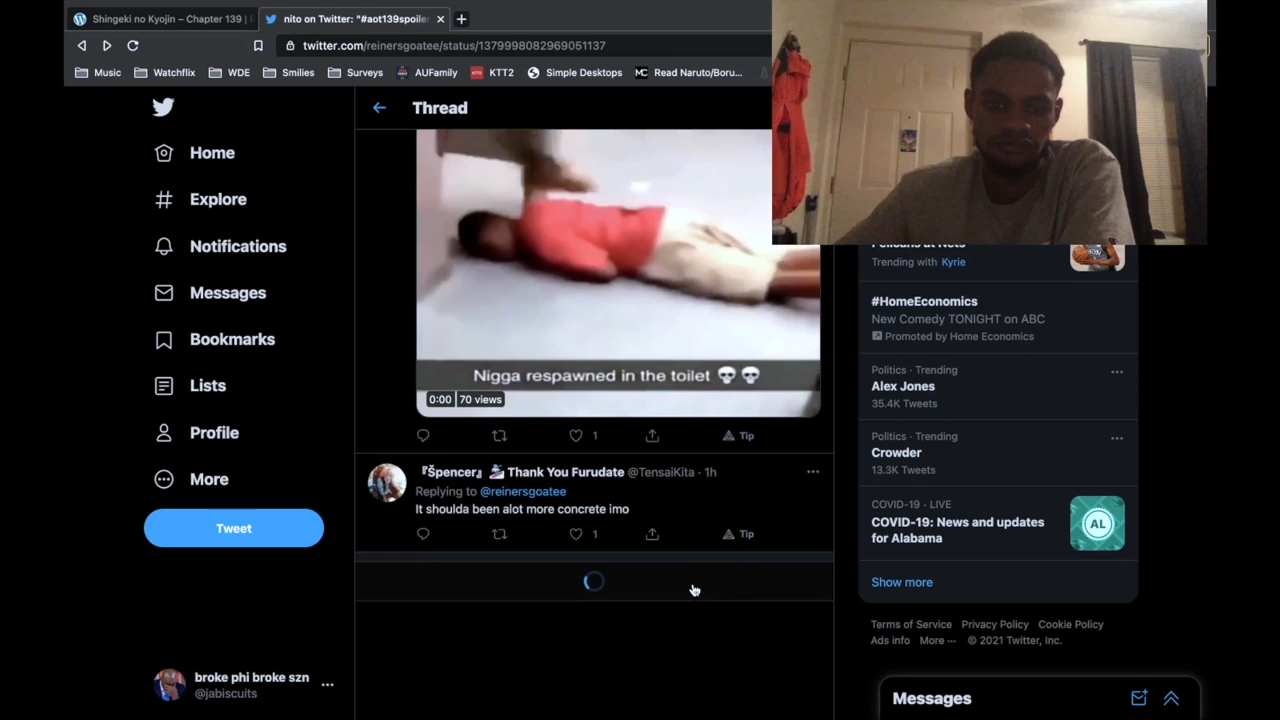 Shingeki no Kyojin – Chapter 139 |
nito on Twitter: "#aot139spoiler
twitter.com/reinersgoatee/status/1379998082969051137
Music
Watchflix
WDE
Smilies
Surveys
AUFamily
KTT2
Simple Desktops
Read Naruto/Boru...
Home
Explore
Notifications
Messages
Bookmarks
Lists
Profile
More
Tweet
broke phi broke szn
@jabiscuits
Thread
Nigga respawned in the toilet 💀 💀
0:00 | 70 views
1
Tip
『Špencer』 Thank You Furudate @TensaiKita · 1h
Replying to @reinersgoatee
It shoulda been alot more concrete imo
1
Tip
Pelicans at Nets
Trending with Kyrie
#HomeEconomics
New Comedy TONIGHT on ABC
Promoted by Home Economics
Politics · Trending
Alex Jones
35.4K Tweets
Politics · Trending
Crowder
13.3K Tweets
COVID-19 · LIVE
COVID-19: News and updates
for Alabama
AL
Show more
Terms of Service Privacy Policy Cookie Policy
Ads info More ··· © 2021 Twitter, Inc.
Messages